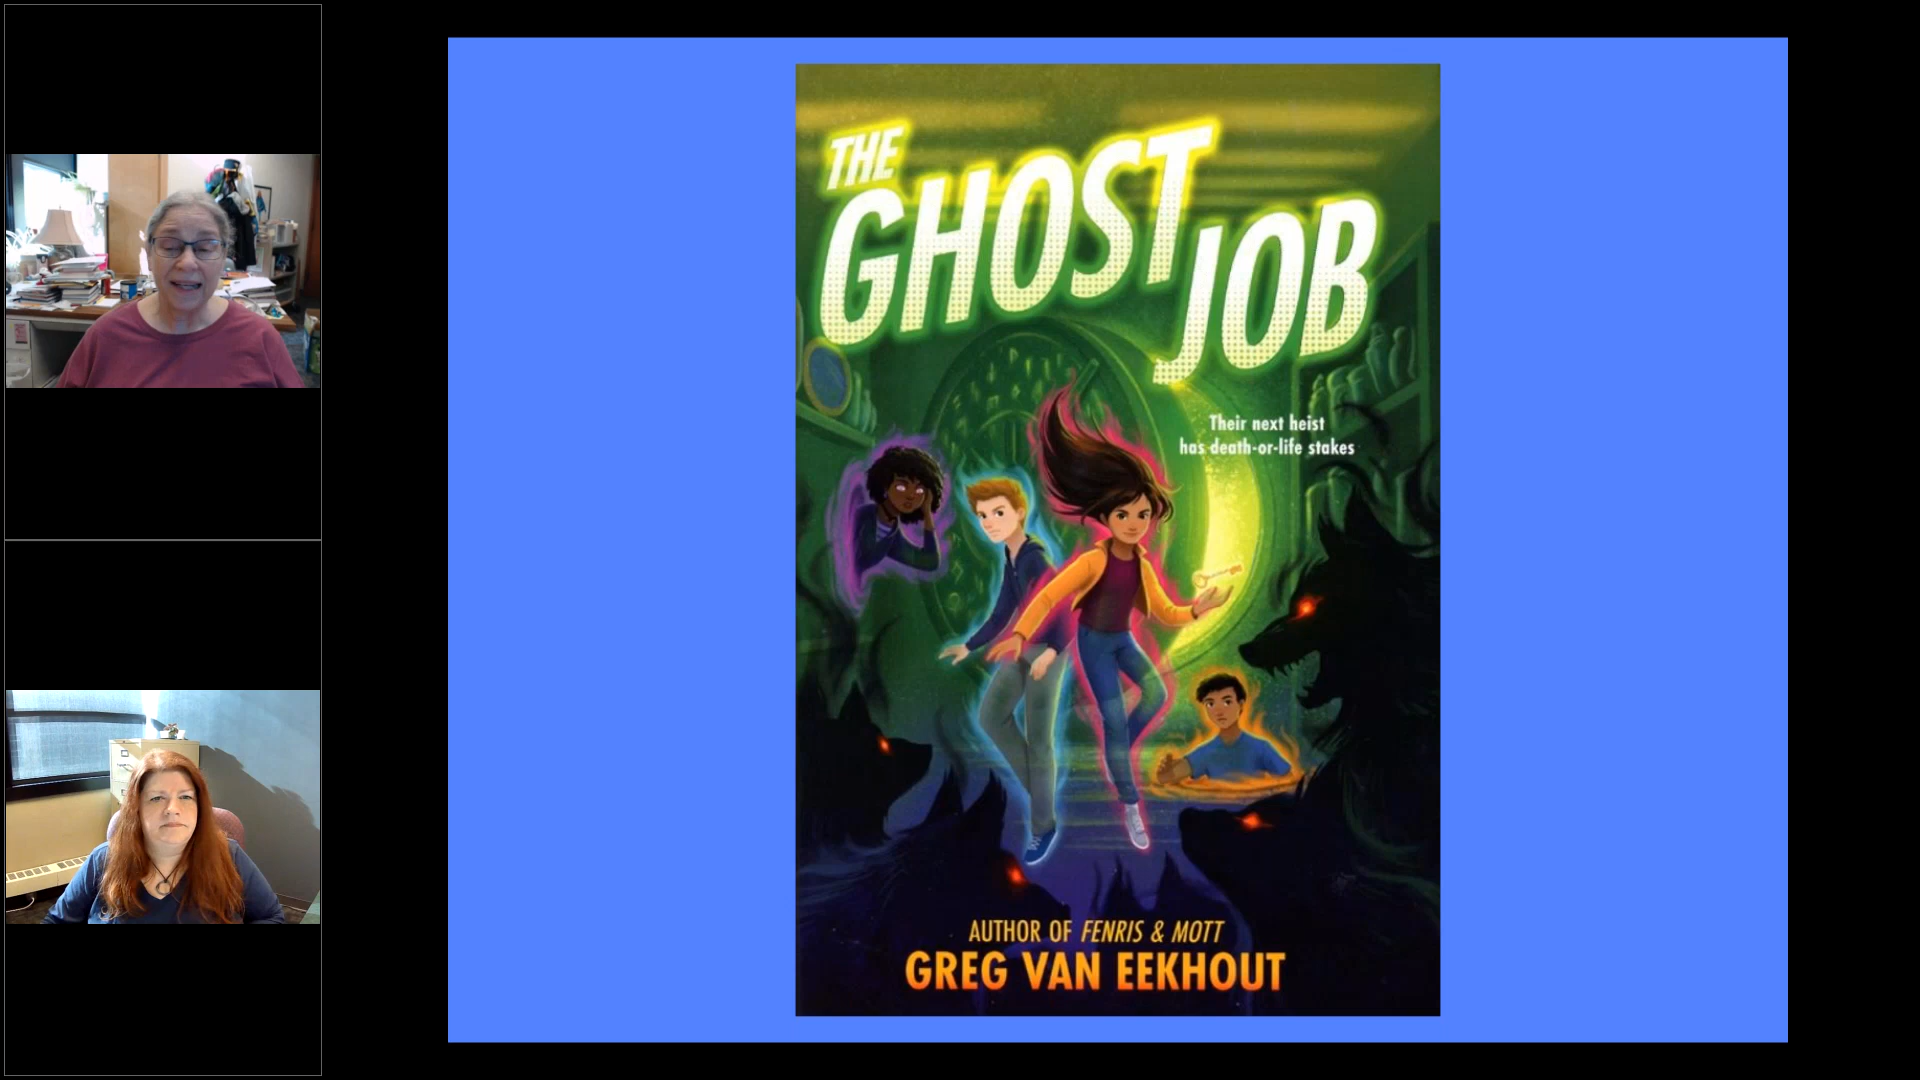 THE
GHOST
JOB
Their next heist
has death-or-life stakes
AUTHOR OF FENRIS & MOTT
GREG VAN EEKHOUT